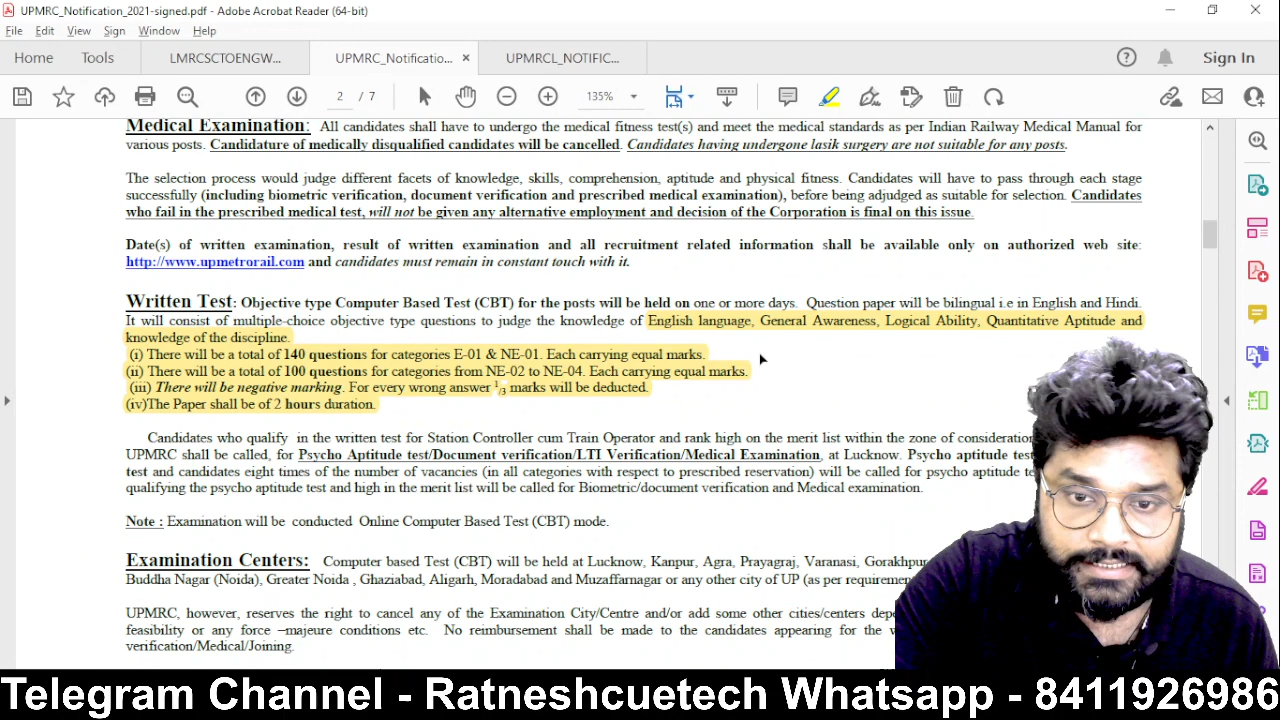 UPMRC_Notification_2021-signed.pdf - Adobe Acrobat Reader (64-bit)
File Edit View Sign Window Help
Home Tools LMRCSCTOENGW... UPMRC_Notificatio... × UPMRCL_NOTIFIC... Sign In
2 / 7 135%
Medical Examination: All candidates shall have to undergo the medical fitness test(s) and meet the medical standards as per Indian Railway Medical Manual for
various posts. Candidature of medically disqualified candidates will be cancelled. Candidates having undergone lasik surgery are not suitable for any posts.
The selection process would judge different facets of knowledge, skills, comprehension, aptitude and physical fitness. Candidates will have to pass through each stage
successfully (including biometric verification, document verification and prescribed medical examination), before being adjudged as suitable for selection. Candidates
who fail in the prescribed medical test, will not be given any alternative employment and decision of the Corporation is final on this issue.
Date(s) of written examination, result of written examination and all recruitment related information shall be available only on authorized web site:
http://www.upmetrorail.com and candidates must remain in constant touch with it.
Written Test: Objective type Computer Based Test (CBT) for the posts will be held on one or more days. Question paper will be bilingual i.e in English and Hindi.
It will consist of multiple-choice objective type questions to judge the knowledge of English language, General Awareness, Logical Ability, Quantitative Aptitude and
knowledge of the discipline.
(i) There will be a total of 140 questions for categories E-01 & NE-01. Each carrying equal marks.
(ii) There will be a total of 100 questions for categories from NE-02 to NE-04. Each carrying equal marks.
(iii) There will be negative marking. For every wrong answer 1/3 marks will be deducted.
(iv)The Paper shall be of 2 hours duration.
Candidates who qualify in the written test for Station Controller cum Train Operator and rank high on the merit list within the zone of consideration
UPMRC shall be called, for Psycho Aptitude test/Document verification/LTI Verification/Medical Examination, at Lucknow. Psycho aptitude test
test and candidates eight times of the number of vacancies (in all categories with respect to prescribed reservation) will be called for psycho aptitude
qualifying the psycho aptitude test and high in the merit list will be called for Biometric/document verification and Medical examination.
Note : Examination will be conducted Online Computer Based Test (CBT) mode.
Examination Centers: Computer based Test (CBT) will be held at Lucknow, Kanpur, Agra, Prayagraj, Varanasi, Gorakhpur
Buddha Nagar (Noida), Greater Noida , Ghaziabad, Aligarh, Moradabad and Muzaffarnagar or any other city of UP (as per requirement
UPMRC, however, reserves the right to cancel any of the Examination City/Centre and/or add some other cities/centers
feasibility or any force –majeure conditions etc. No reimbursement shall be made to the candidates appearing for the
verification/Medical/Joining.
Telegram Channel - Ratneshcuetech Whatsapp - 8411926986